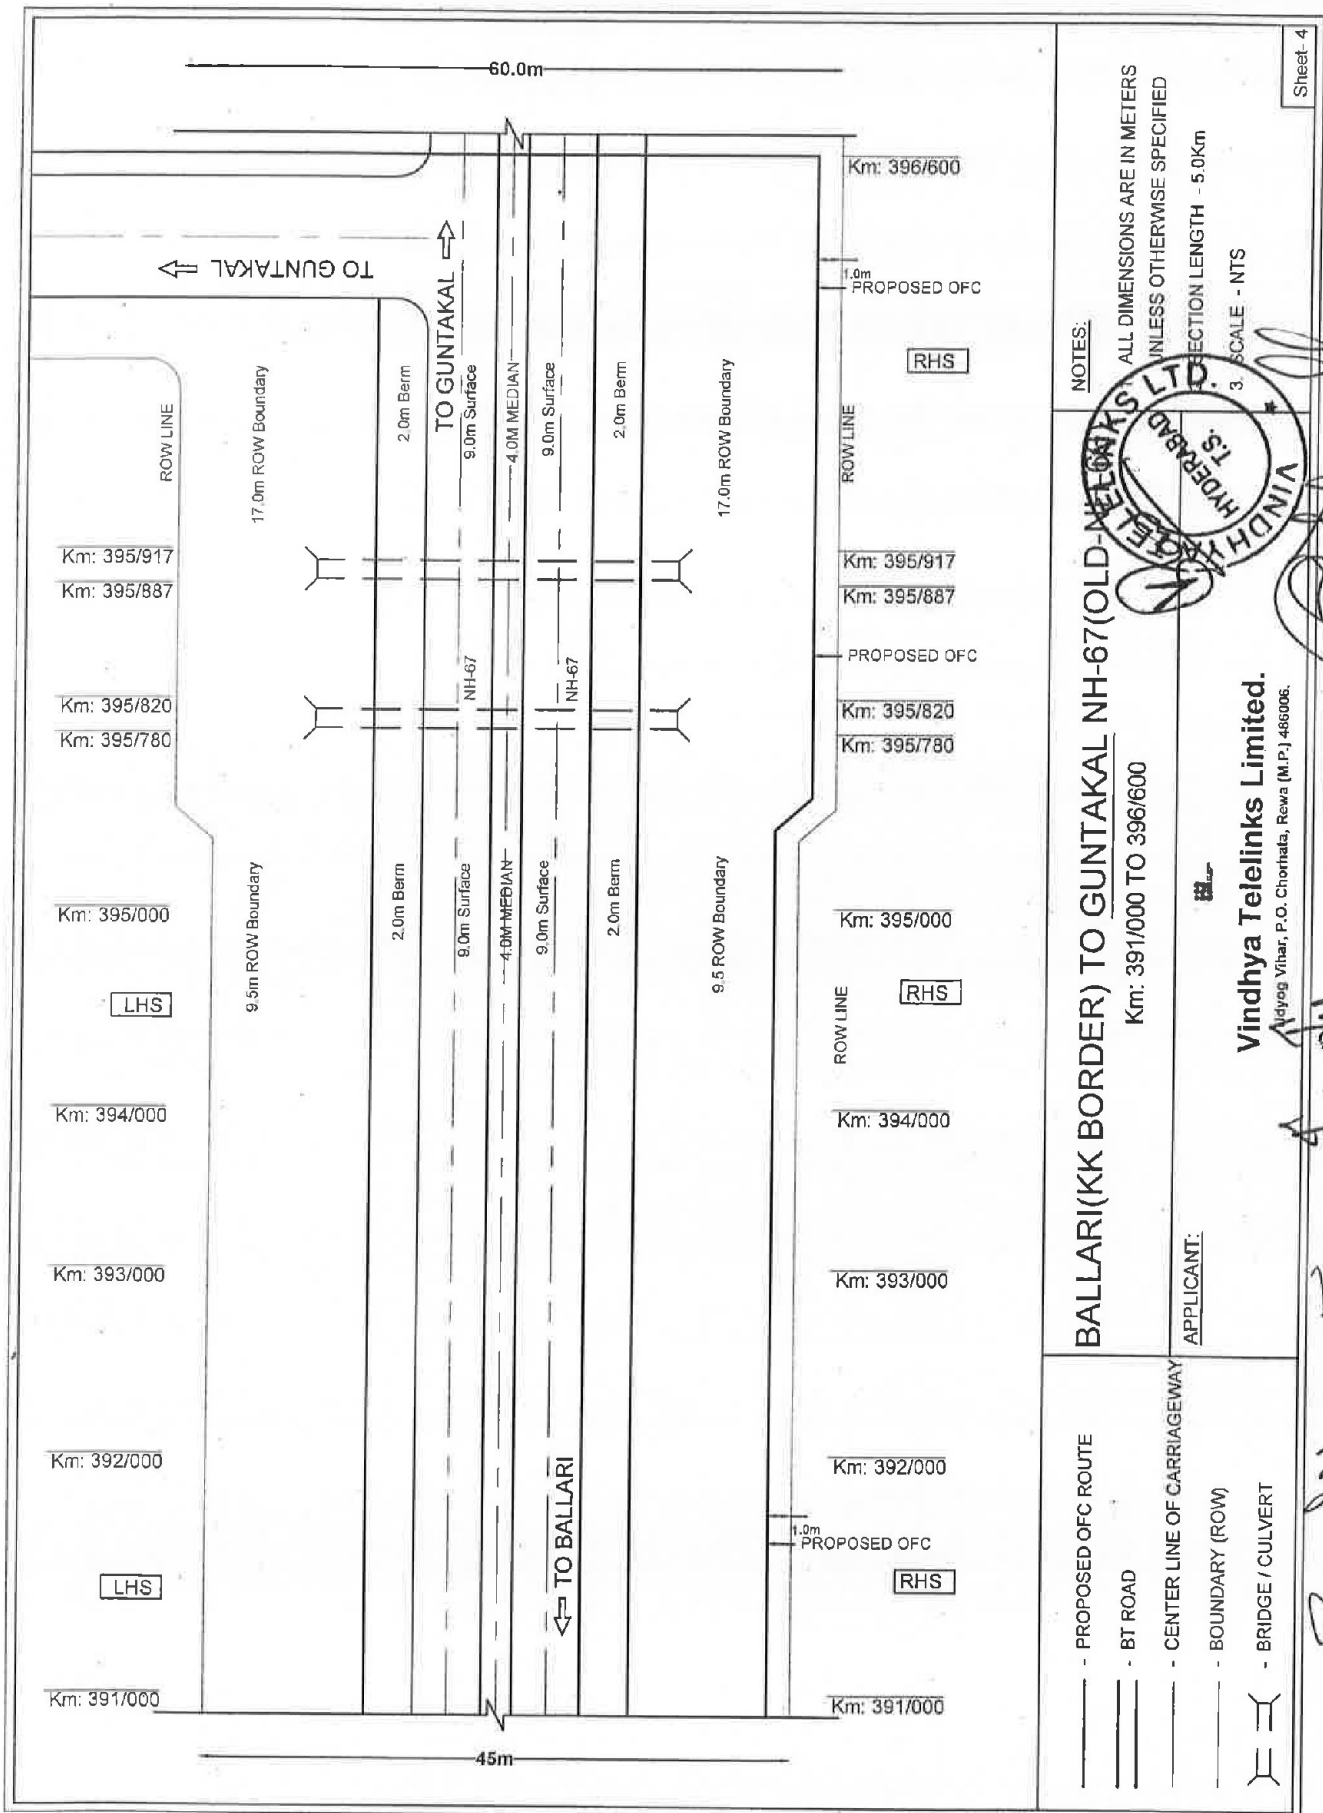 60.0m
Km: 396/600
1.0m
PROPOSED OFC
TO GUNTAKAL
TO GUNTAKAL
RHS
ROW LINE
17.0m ROW Boundary
2.0m Berm
9.0m Surface
4.0M MEDIAN
9.0m Surface
2.0m Berm
17.0m ROW Boundary
ROW LINE
Km: 395/917
Km: 395/887
Km: 395/917
Km: 395/887
PROPOSED OFC
NH-67
NH-67
Km: 395/820
Km: 395/780
Km: 395/820
Km: 395/780
9.5m ROW Boundary
2.0m Berm
9.0m Surface
4.0M MEDIAN
9.0m Surface
2.0m Berm
9.5 ROW Boundary
Km: 395/000
Km: 395/000
LHS
RHS
ROW LINE
Km: 394/000
Km: 394/000
Km: 393/000
Km: 393/000
Km: 392/000
Km: 392/000
TO BALLARI
1.0m
PROPOSED OFC
LHS
RHS
Km: 391/000
Km: 391/000
45m
- PROPOSED OFC ROUTE
- BT ROAD
- CENTER LINE OF CARRIAGEWAY
- BOUNDARY (ROW)
- BRIDGE / CULVERT
BALLARI(KK BORDER) TO GUNTAKAL NH-67(OLD-
Km: 391/000 TO 396/600
APPLICANT:
Vindhya Telelinks Limited.
Vihar, P.O. Chorhata, Rewa (M.P.) 486006.
NOTES:
ALL DIMENSIONS ARE IN METERS
UNLESS OTHERWISE SPECIFIED
SECTION LENGTH - 5.0Km
3. SCALE - NTS
VINDHYA TELELINKS LTD.
HYDERABAD
T.S.
Sheet- 4